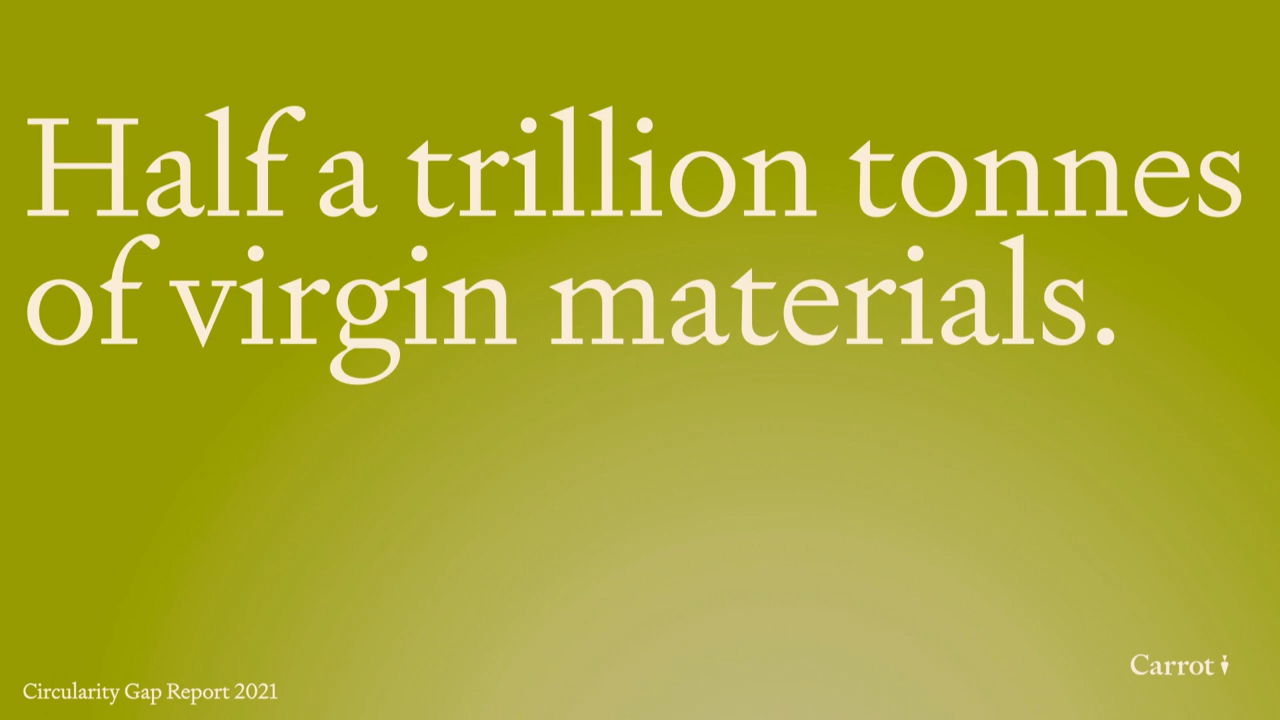 Half a trillion tonnes
of virgin materials.
Carrot
Circularity Gap Report 2021